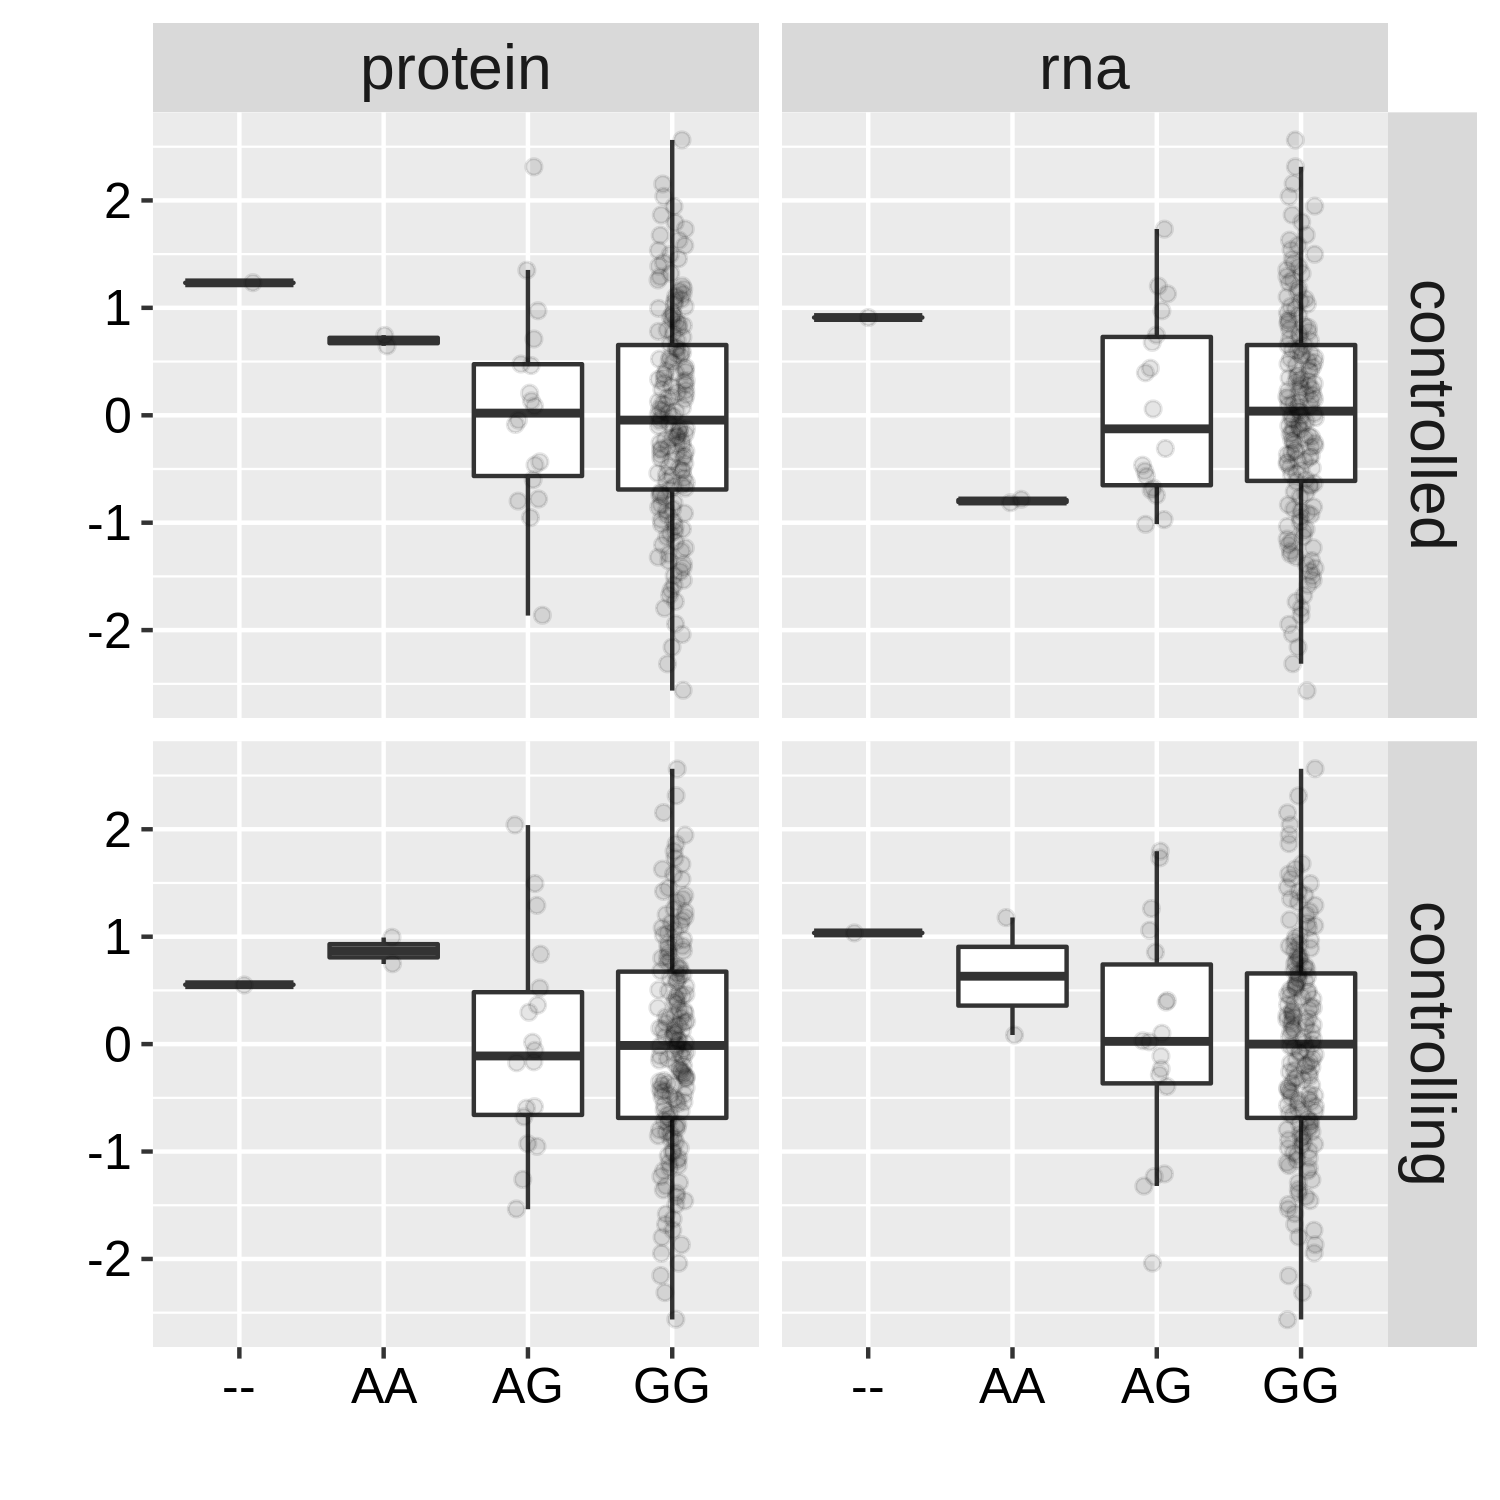 protein rna
2
1
0
-1
-2
controlled
2
1
0
-1
-2
controlling
-- AA AG GG -- AA AG GG